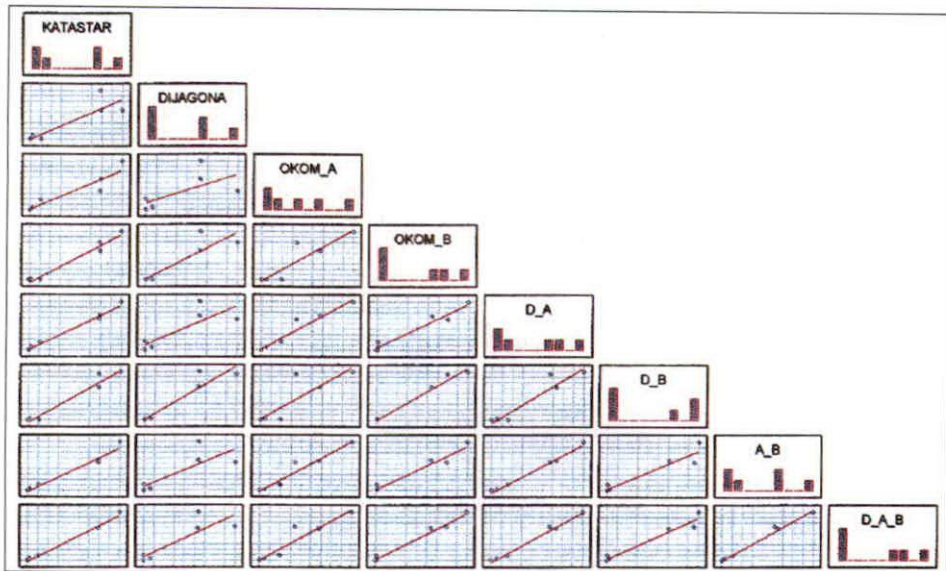 KATASTAR
DIJAGONA
OKOM_A
OKOM_B
D_A
D_B
A_B
D_A_B